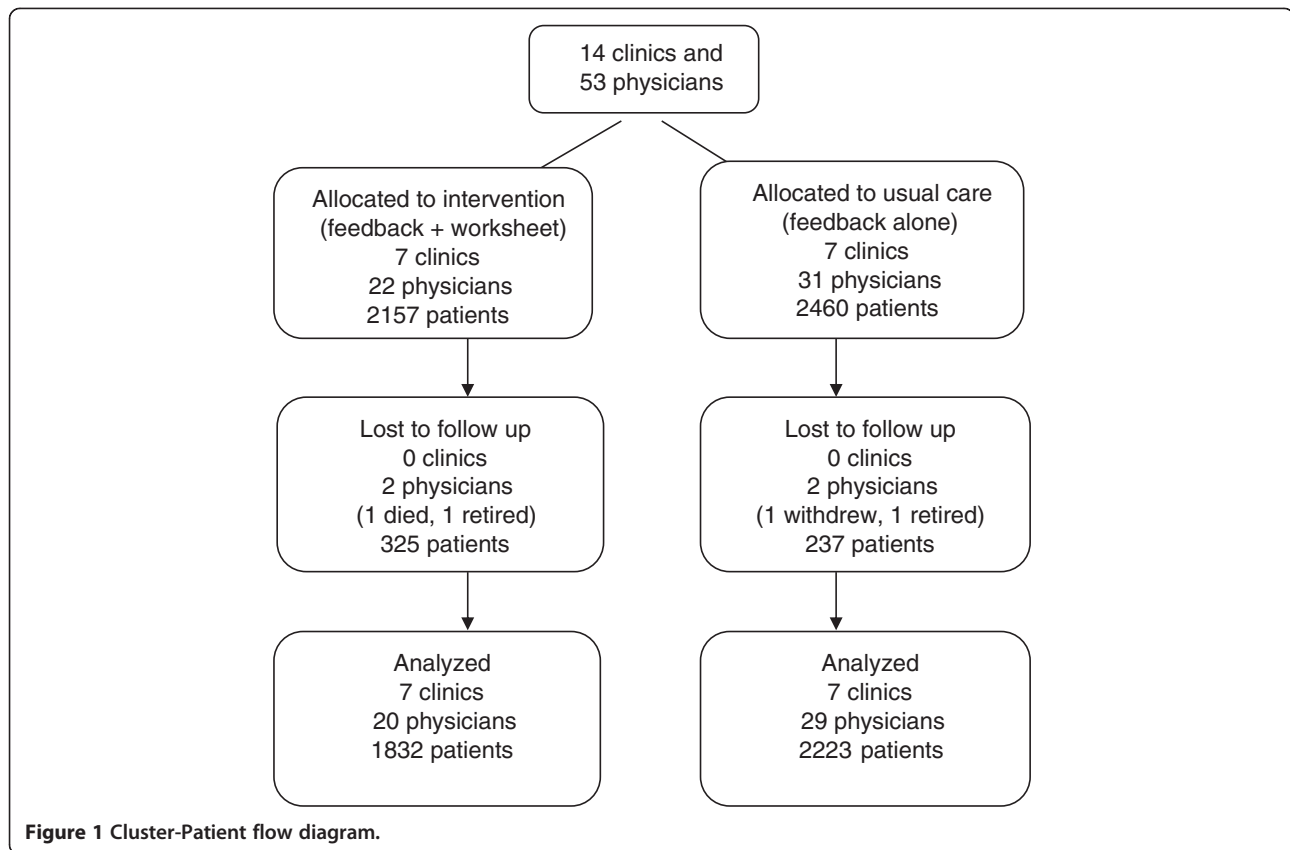 14 clinics and
53 physicians
Allocated to intervention
(feedback + worksheet)
7 clinics
22 physicians
2157 patients
Allocated to usual care
(feedback alone)
7 clinics
31 physicians
2460 patients
Lost to follow up
0 clinics
2 physicians
(1 died, 1 retired)
325 patients
Lost to follow up
0 clinics
2 physicians
(1 withdrew, 1 retired)
237 patients
Analyzed
7 clinics
20 physicians
1832 patients
Analyzed
7 clinics
29 physicians
2223 patients
Figure 1 Cluster-Patient flow diagram.